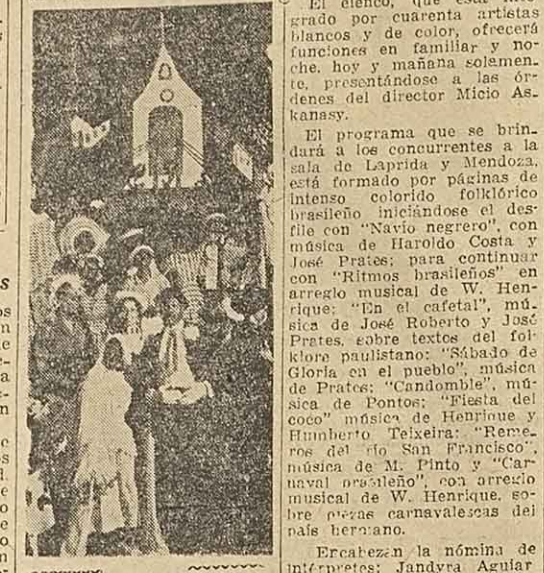 El elenco, que está inte-
grado por cuarenta artistas
blancos y de color, ofrecerá
funciones en familiar y no-
che, hoy y mañana solamen-
te, presentándose a las ór-
denes del director Micio As-
kanasy.
El programa que se brin-
dará a los concurrentes a la
sala de Laprida y Mendoza,
está formado por páginas de
intenso colorido folklórico
brasileño iniciándose el des-
file con "Navío negrero", con
música de Haroldo Costa y
José Prates; para continuar
con "Ritmos brasileños" en
arreglo musical de W. Hen-
rique; "En el cafetal", mú-
sica de José Roberto y José
Prates, sobre textos del fol-
klore paulistano; "Sábado de
Gloria en el pueblo", música
de Prates; "Candomble", mú-
sica de Pontos; "Fiesta del
coco" música de Henrique y
Humberto Teixeira; "Reme-
ros del río San Francisco",
música de M. Pinto y "Car-
naval brasileño", con arreglo
musical de W. Henrique, so-
bre piezas carnavalescas del
país hermano.
Ercabezan la nómina de
intérpretes: Jandyra Aguiar